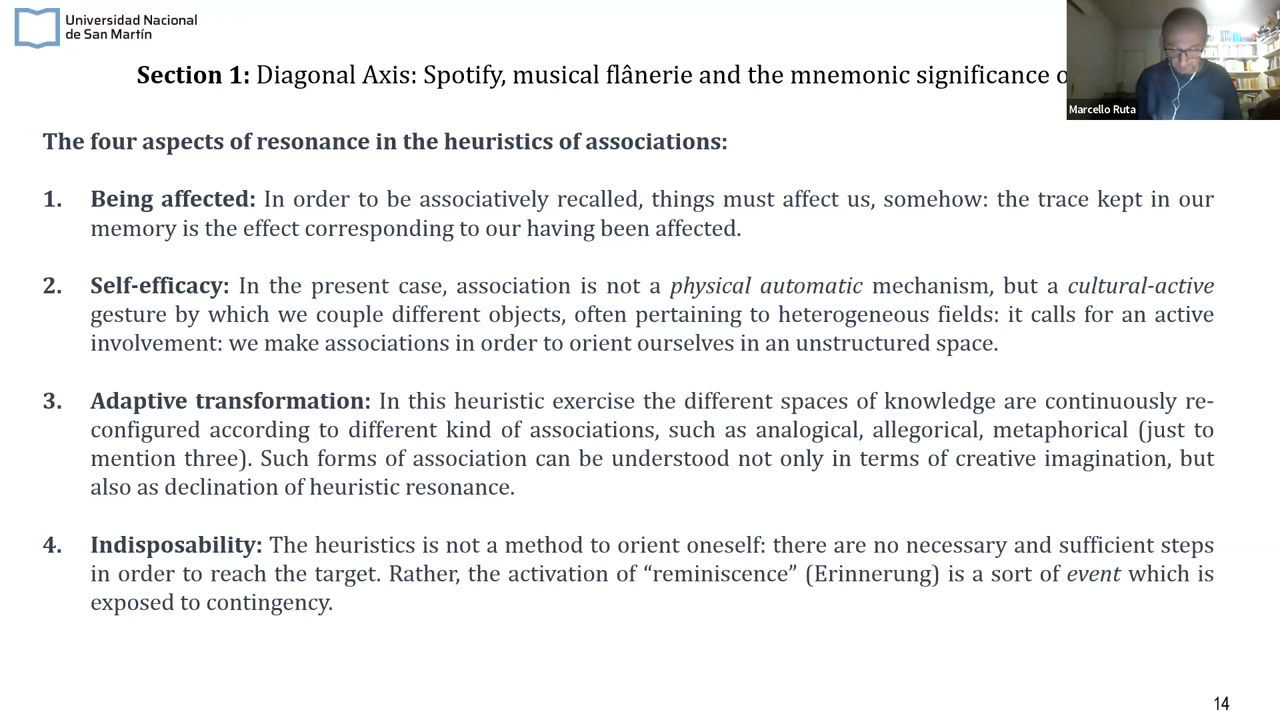 Universidad Nacional
de San Martín
Section 1: Diagonal Axis: Spotify, musical flânerie and the mnemonic significance
Marcello Ruta
The four aspects of resonance in the heuristics of associations:
1. Being affected: In order to be associatively recalled, things must affect us, somehow: the trace kept in our
memory is the effect corresponding to our having been affected.
2. Self-efficacy: In the present case, association is not a physical automatic mechanism, but a cultural-active
gesture by which we couple different objects, often pertaining to heterogeneous fields: it calls for an active
involvement: we make associations in order to orient ourselves in an unstructured space.
3. Adaptive transformation: In this heuristic exercise the different spaces of knowledge are continuously re-
configured according to different kind of associations, such as analogical, allegorical, metaphorical (just to
mention three). Such forms of association can be understood not only in terms of creative imagination, but
also as declination of heuristic resonance.
4. Indisposability: The heuristics is not a method to orient oneself: there are no necessary and sufficient steps
in order to reach the target. Rather, the activation of “reminiscence” (Erinnerung) is a sort of event which is
exposed to contingency.
14